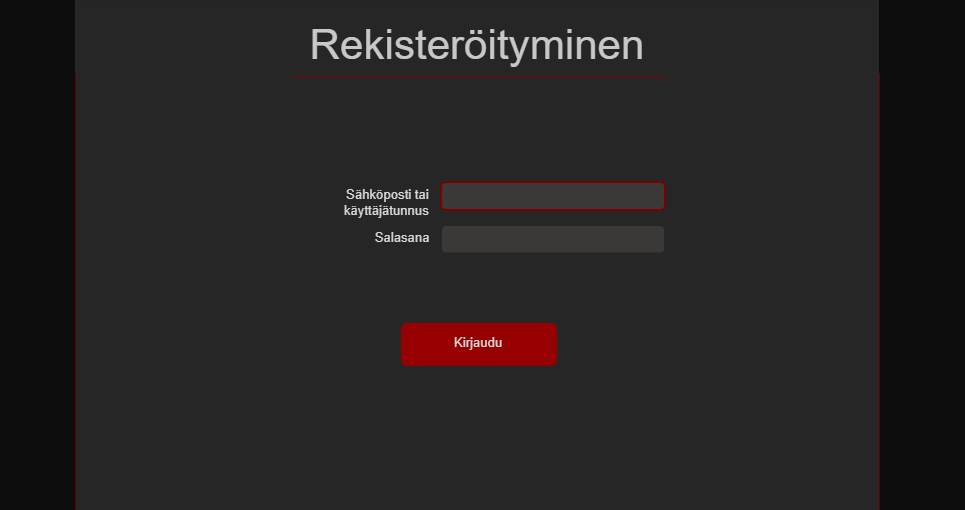 Rekisteröityminen
Sähköposti tai
käyttäjätunnus
Salasana
Kirjaudu